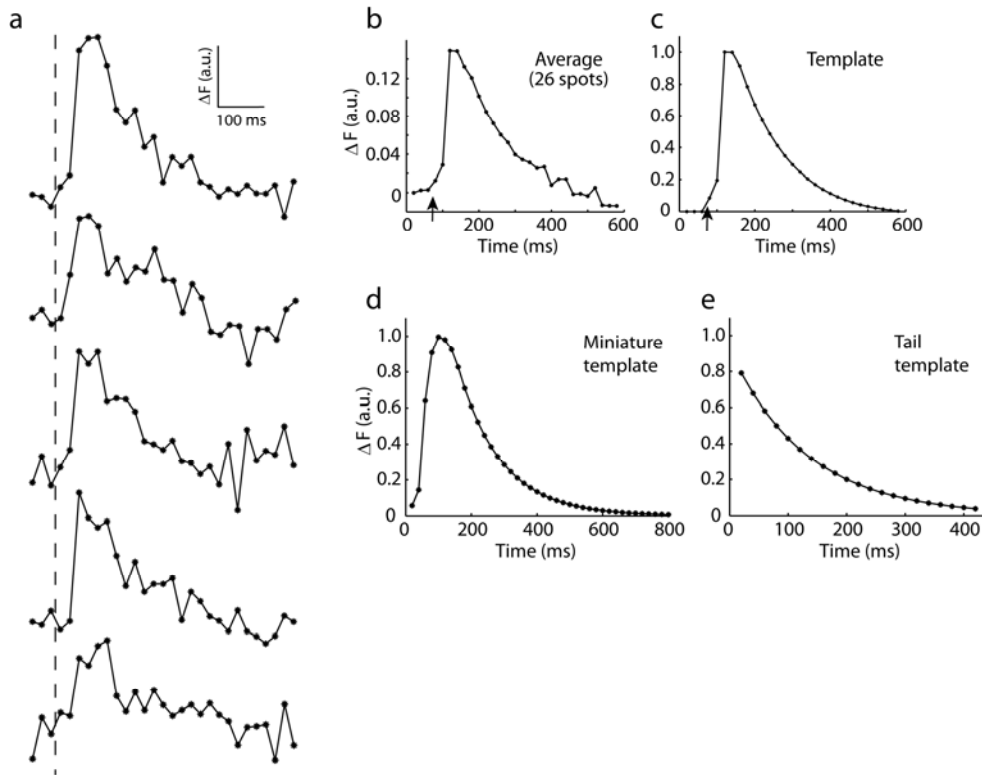 a
ΔF (a.u.)
100 ms
b
Average
(26 spots)
ΔF (a.u.)
0.12
0.08
0.04
0
0 200 400 600
Time (ms)
c
Template
1.0
0.8
0.6
0.4
0.2
0
0 200 400 600
Time (ms)
d
Miniature
template
ΔF (a.u.)
1.0
0.8
0.6
0.4
0.2
0
0 200 400 600 800
Time (ms)
e
Tail
template
1.0
0.8
0.6
0.4
0.2
0
0 100 200 300 400
Time (ms)